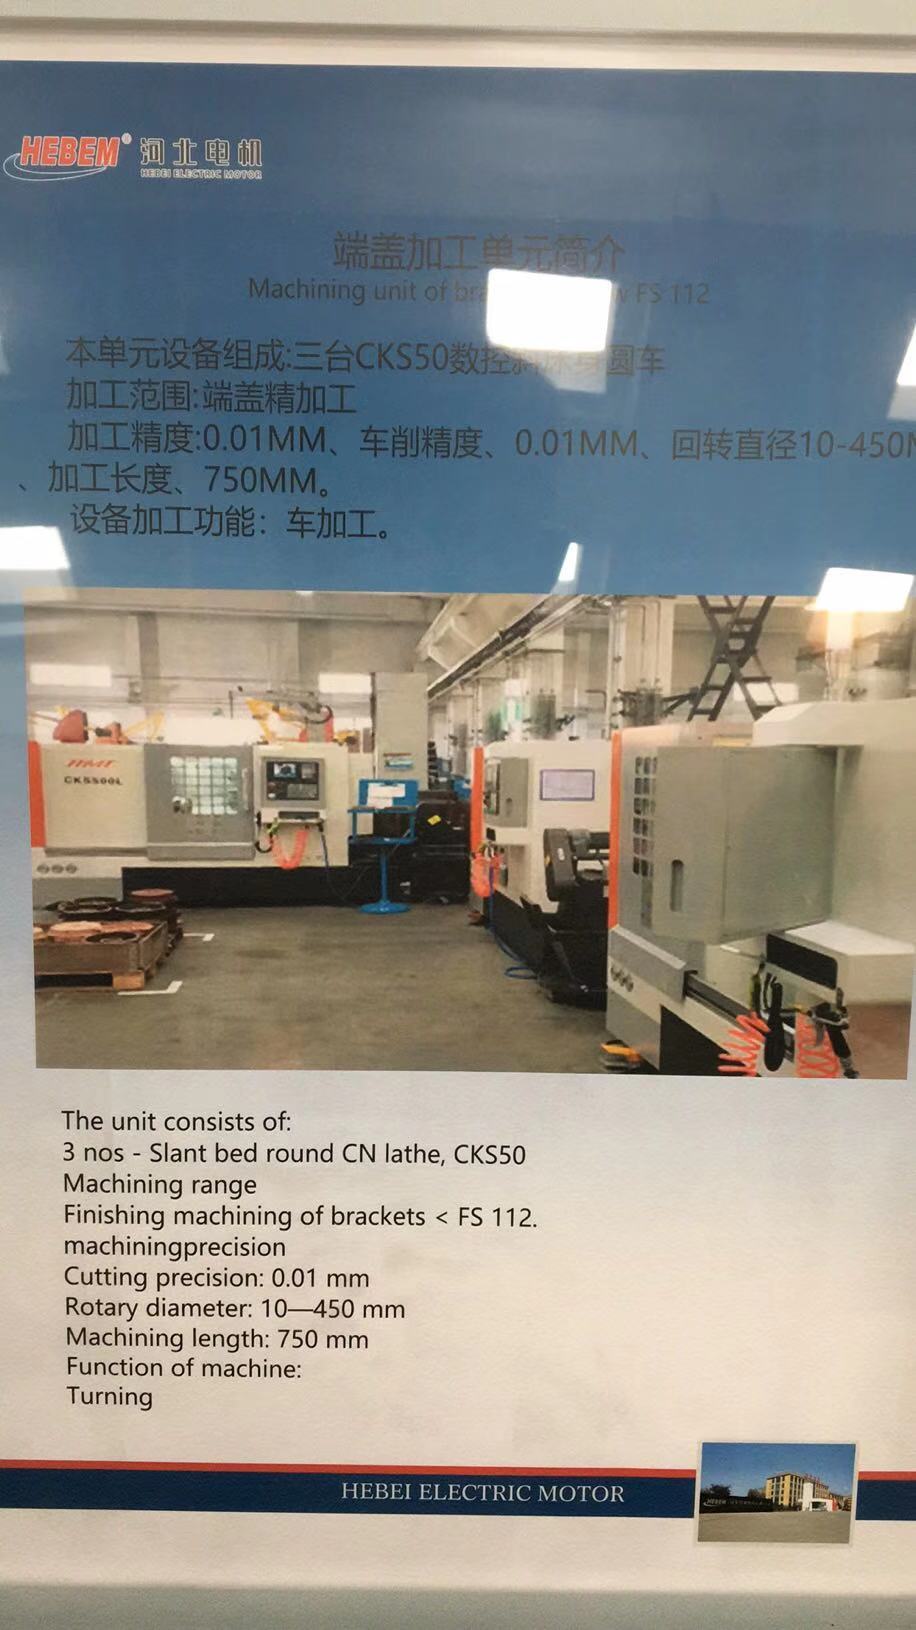 HEBEM® 河北电机
HEBEI ELECTRIC MOTOR
端盖加工单元简介
Machining unit of FS 112
本单元设备组成:三台CKS50数控斜床身圆车
加工范围:端盖精加工
加工精度:0.01MM、车削精度、0.01MM、回转直径10-450M
、加工长度、750MM。
设备加工功能：车加工。
HMT
CK5500L
The unit consists of:
3 nos - Slant bed round CN lathe, CKS50
Machining range
Finishing machining of brackets < FS 112.
machiningprecision
Cutting precision: 0.01 mm
Rotary diameter: 10—450 mm
Machining length: 750 mm
Function of machine:
Turning
HEBEI ELECTRIC MOTOR